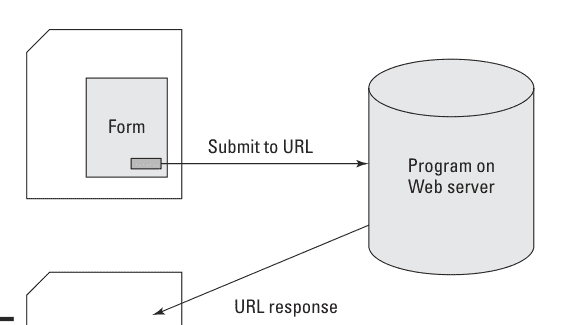 Form
Submit to URL
Program on
Web server
URL response